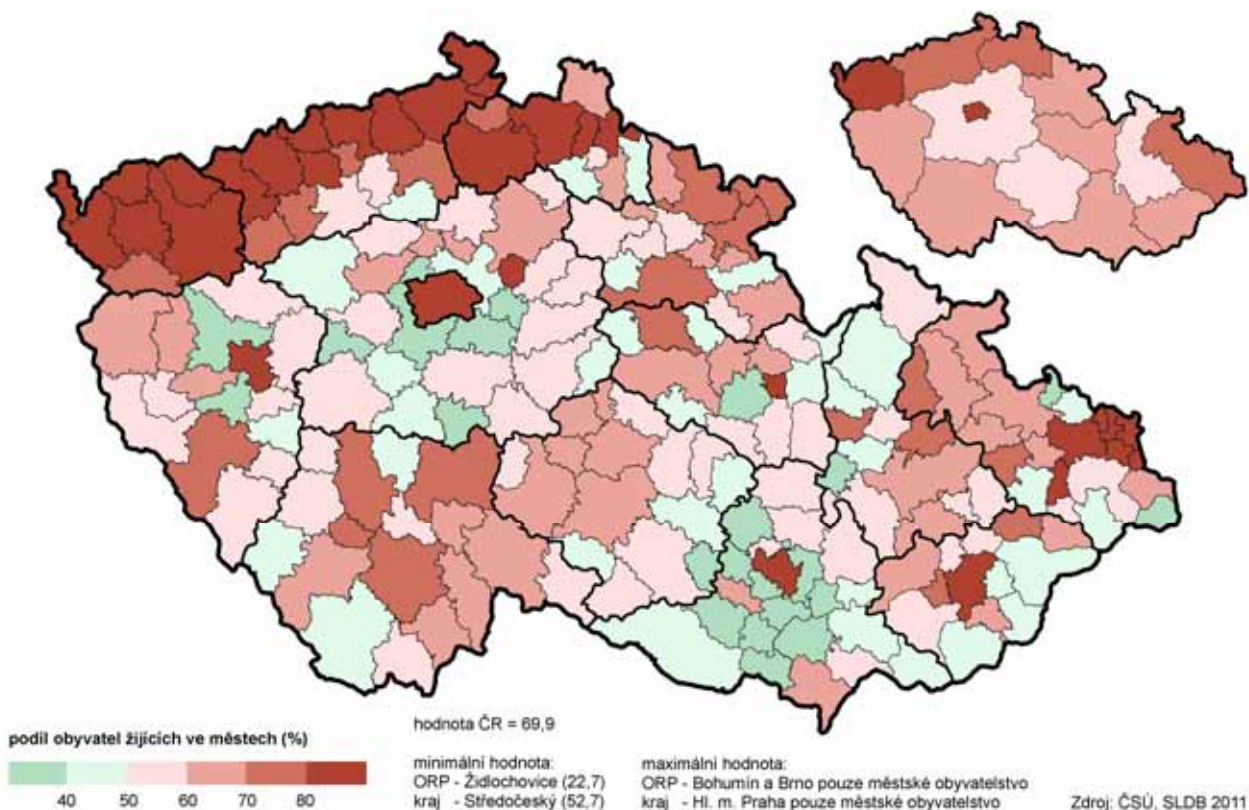 podíl obyvatel žijících ve městech (%)
40 50 60 70 80
hodnota ČR = 69,9
minimální hodnota:
ORP - Židlochovice (22,7)
kraj - Středočeský (52,7)
maximální hodnota:
ORP - Bohumín a Brno pouze městské obyvatelstvo
kraj - Hl. m. Praha pouze městské obyvatelstvo
Zdroj: ČSÚ, SLDB 2011